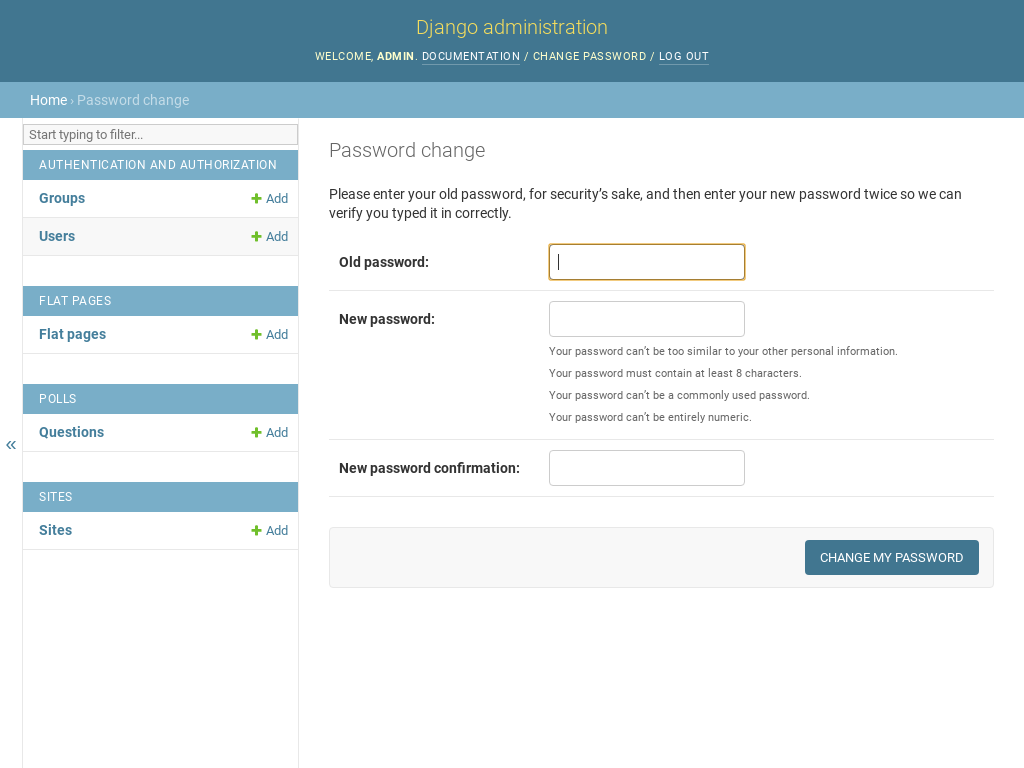 Django administration
WELCOME, ADMIN. DOCUMENTATION / CHANGE PASSWORD / LOG OUT
Home › Password change
Start typing to filter...
AUTHENTICATION AND AUTHORIZATION
Groups Add
Users Add
FLAT PAGES
Flat pages Add
POLLS
Questions Add
SITES
Sites Add
«
Password change
Please enter your old password, for security’s sake, and then enter your new password twice so we can
verify you typed it in correctly.
Old password:
New password:
Your password can’t be too similar to your other personal information.
Your password must contain at least 8 characters.
Your password can’t be a commonly used password.
Your password can’t be entirely numeric.
New password confirmation:
CHANGE MY PASSWORD